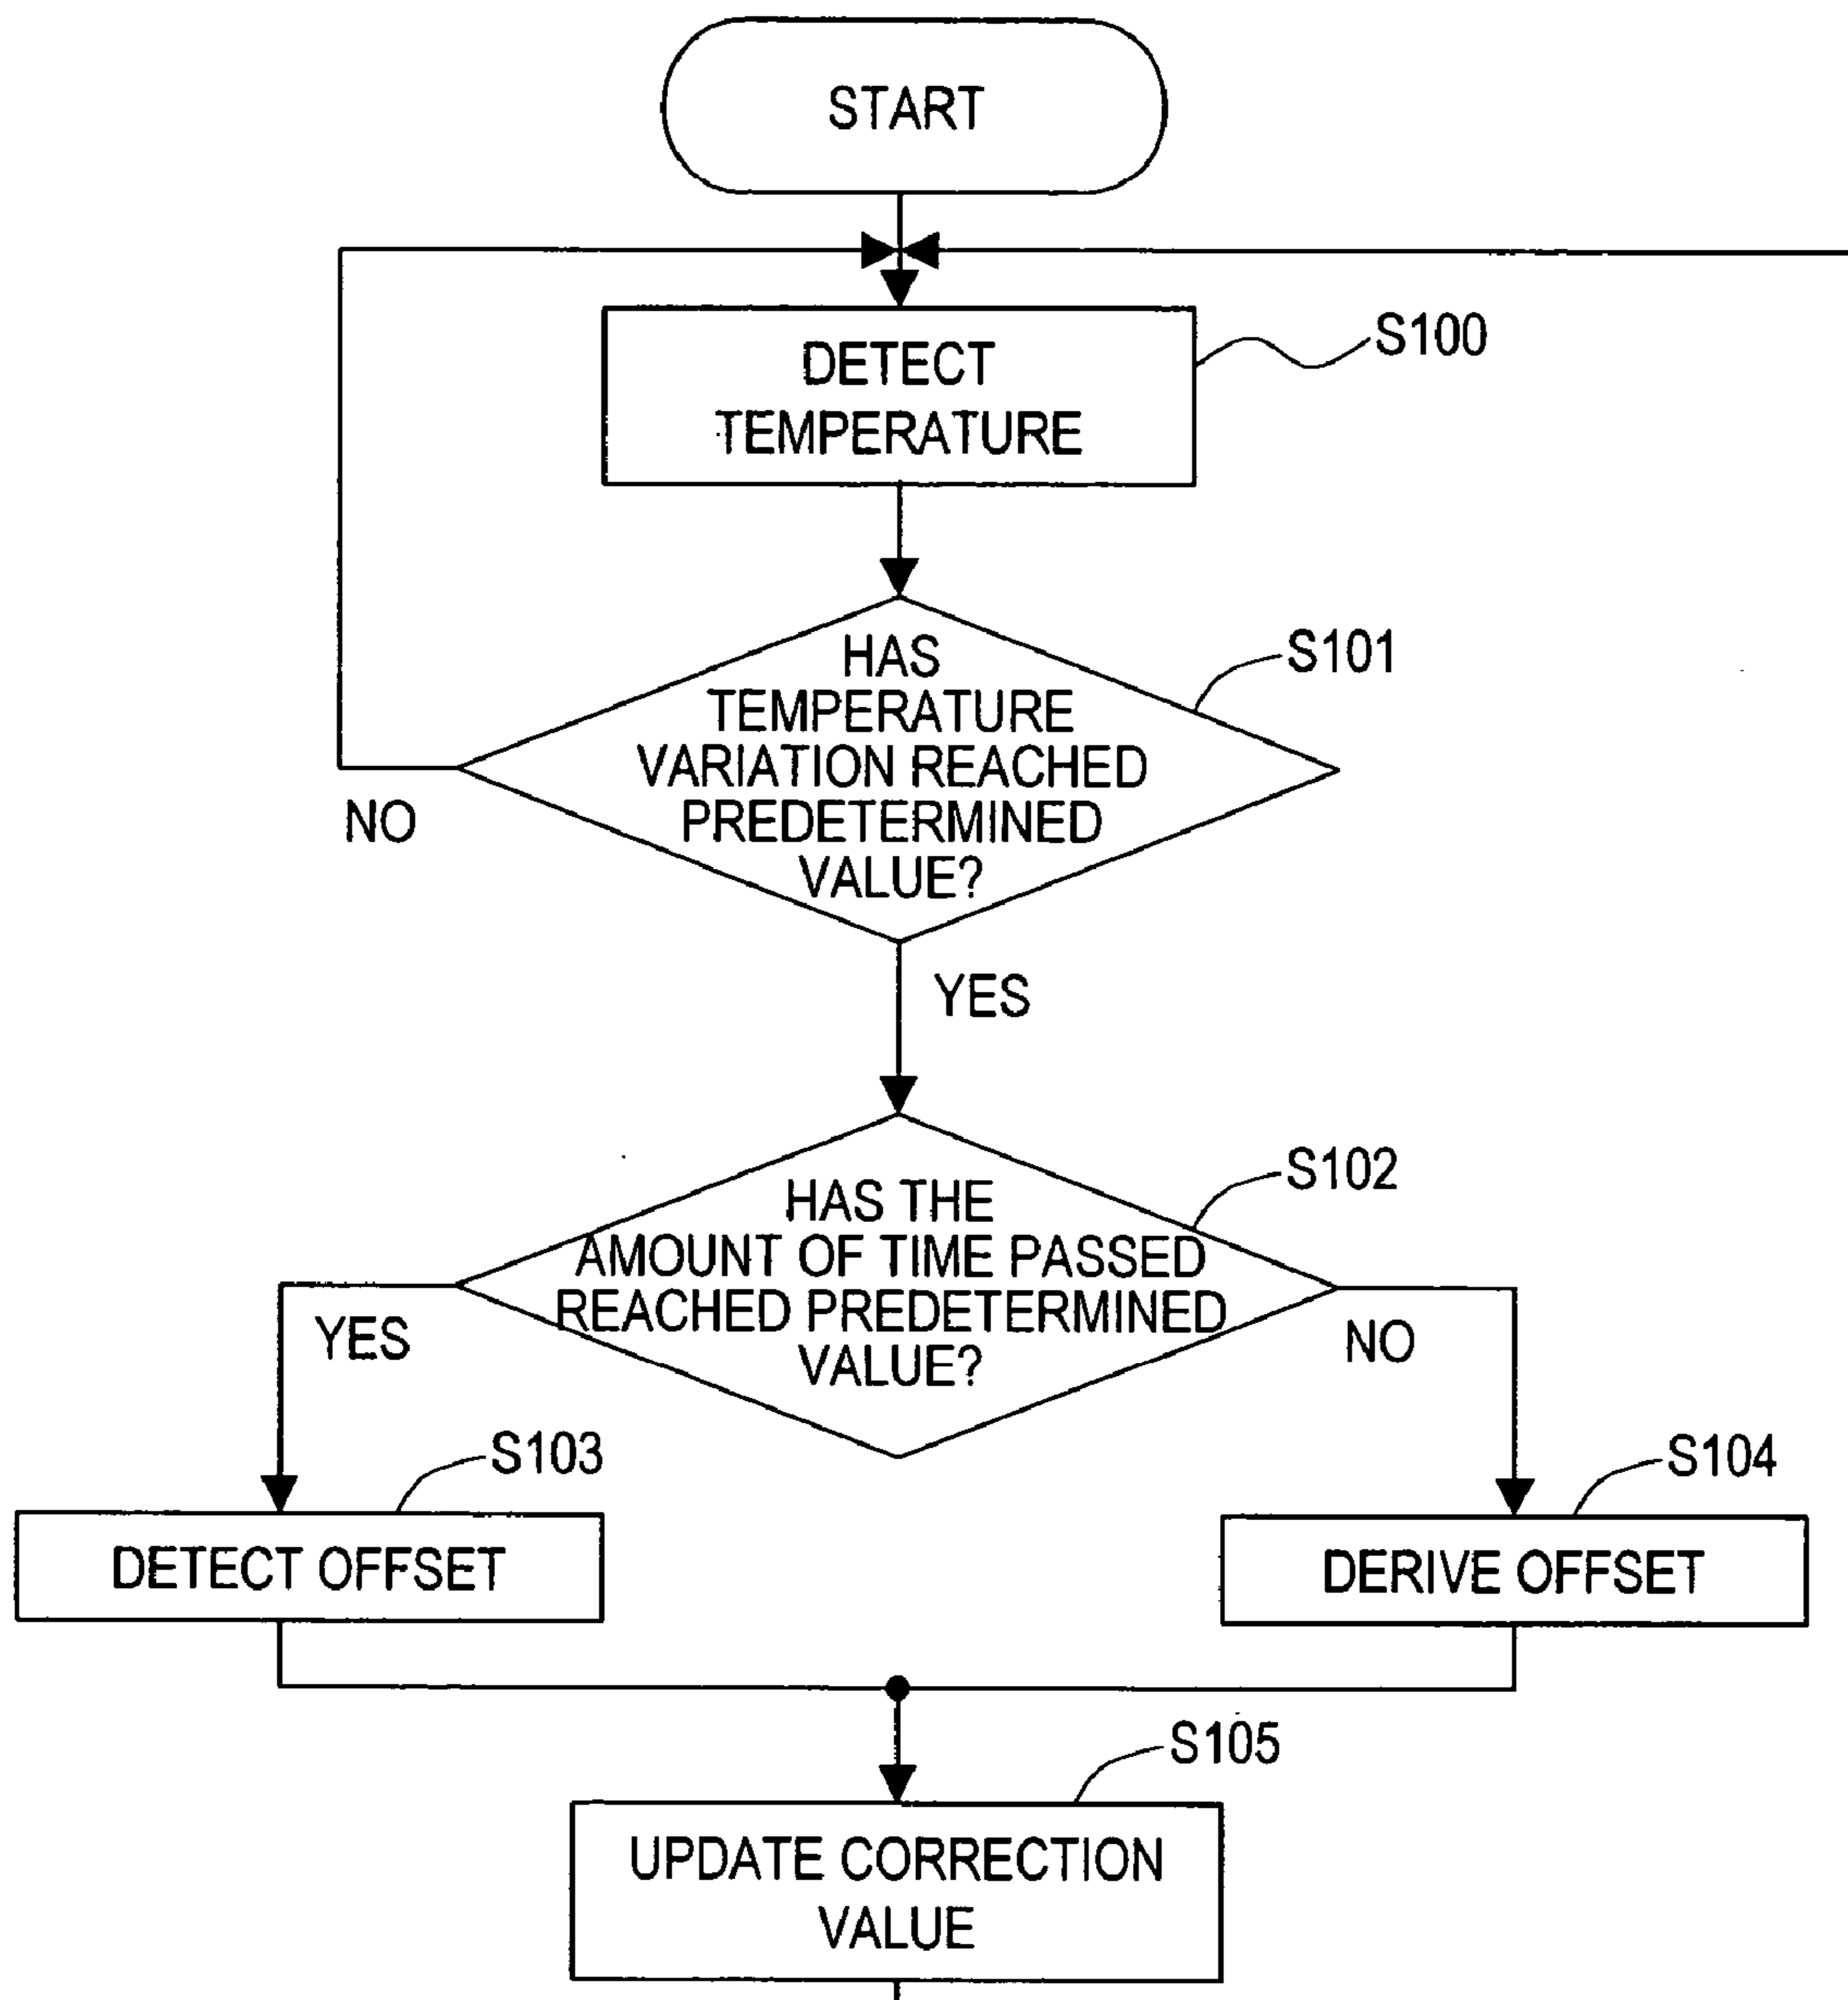 START
DETECT
TEMPERATURE
S100
HAS
TEMPERATURE
VARIATION REACHED
PREDETERMINED
VALUE?
S101
NO
YES
HAS THE
AMOUNT OF TIME PASSED
REACHED PREDETERMINED
VALUE?
S102
YES
NO
S103
DETECT OFFSET
S104
DERIVE OFFSET
S105
UPDATE CORRECTION
VALUE